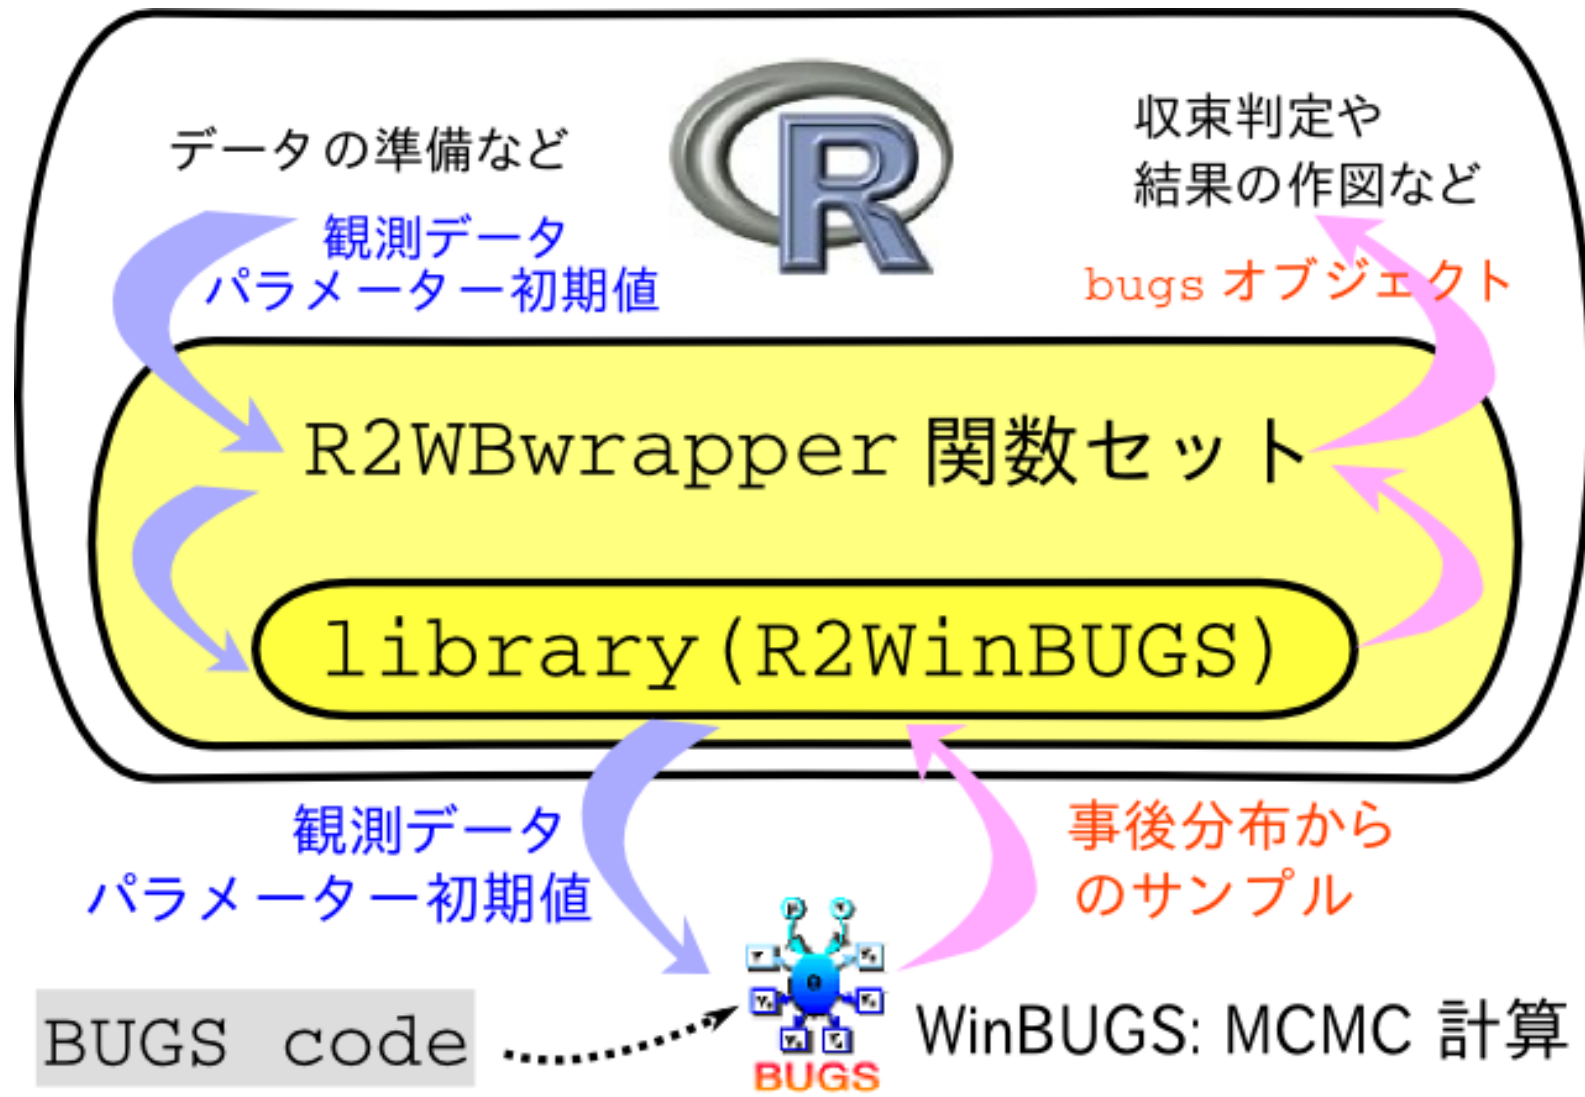 データの準備など
R
収束判定や
結果の作図など
観測データ
パラメーター初期値
bugs オブジェクト
R2WBwrapper 関数セット
library(R2WinBUGS)
観測データ
パラメーター初期値
事後分布から
のサンプル
BUGS code
BUGS
WinBUGS: MCMC 計算